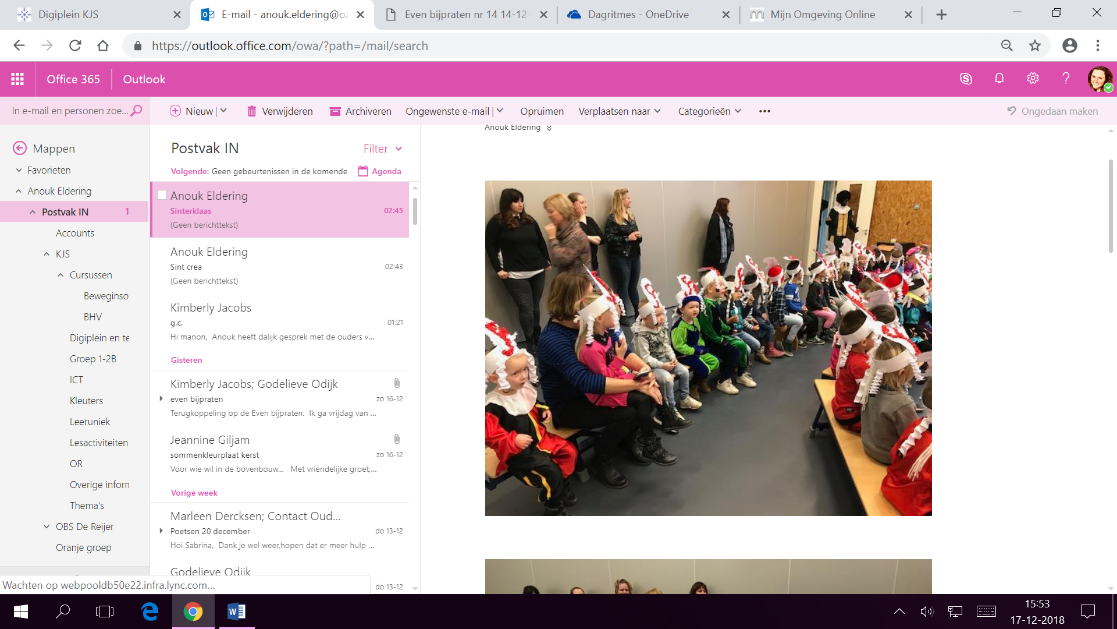 Digiplein KJS
E-mail - anouk.eldering@o
Even bijpraten nr 14 14-12
Dagritmes - OneDrive
Mijn Omgeving Online
https://outlook.office.com/owa/?path=/mail/search
Office 365
Outlook
In e-mail en personen zoe...
Nieuw
Verwijderen
Archiveren
Ongewenste e-mail
Opruimen
Verplaatsen naar
Categorieën
Ongedaan maken
Mappen
Favorieten
Anouk Eldering
Postvak IN 1
Accounts
KJS
Cursussen
Beweginso
BHV
Digiplein en te
Groep 1-2B
ICT
Kleuters
Leeruniek
Lesactiviteiten
OR
Overige inforn
Thema's
OBS De Reijer
Oranje groep
Wachten op webpooldb50e22.infra.lync.com...
Postvak IN
Filter
Volgende: Geen gebeurtenissen in de komende
Agenda
Anouk Eldering
Sinterklaas 02:45
(Geen berichttekst)
Anouk Eldering
Sint crea 02:43
(Geen berichttekst)
Kimberly Jacobs
g.c. 01:21
Hi manon, Anouk heeft dalijk gesprek met de ouders v...
Gisteren
Kimberly Jacobs; Godelieve Odijk
even bijpraten zo 16-12
Terugkoppeling op de Even bijpraten. Ik ga vrijdag van ...
Jeannine Giljam
sommenkleurplaat kerst zo 16-12
Voor wie wil in de bovenbouw... Met vriendelijke groet,...
Vorige week
Marleen Dercksen; Contact Oud...
Poetsen 20 december do 13-12
Hoi Sabrina, Dank je wel weer,hopen dat er meer hulp ...
Godelieve Odijk
do 13-12
Anouk Eldering
15:53
17-12-2018